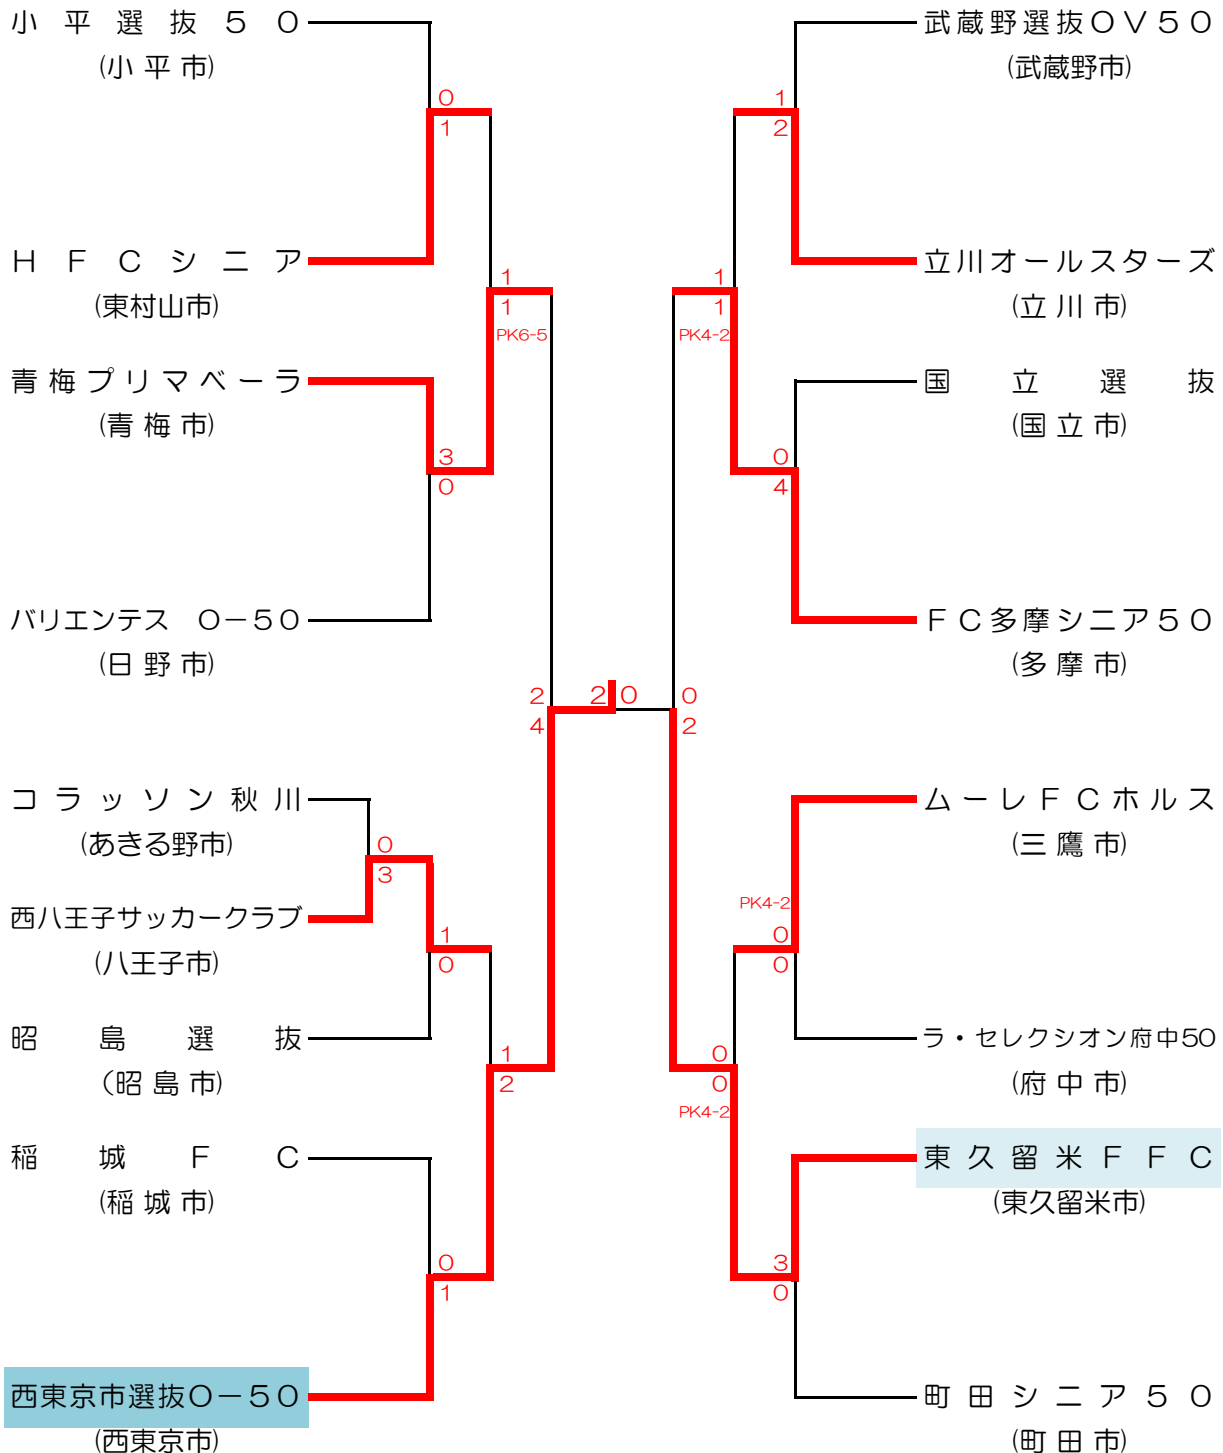 小平選抜５０
(小平市)
０
１
ＨＦＣシニア
(東村山市)
１
１
PK6-5
青梅プリマベーラ
(青梅市)
３
０
バリエンテス　Ｏ－５０
(日野市)
２
４
２
０
コラッソン秋川
(あきる野市)
０
３
西八王子サッカークラブ
(八王子市)
１
０
昭島選抜
（昭島市)
１
２
稲城ＦＣ
(稲城市)
０
１
西東京市選抜Ｏ－５０
(西東京市)
武蔵野選抜ＯＶ５０
(武蔵野市)
１
２
立川オールスターズ
(立川市)
１
１
PK4-2
国立選抜
(国立市)
０
４
ＦＣ多摩シニア５０
(多摩市)
０
２
ムーレＦＣホルス
(三鷹市)
PK4-2
０
０
ラ・セレクシオン府中50
(府中市)
０
０
PK4-2
東久留米ＦＦＣ
(東久留米市)
３
０
町田シニア５０
(町田市)